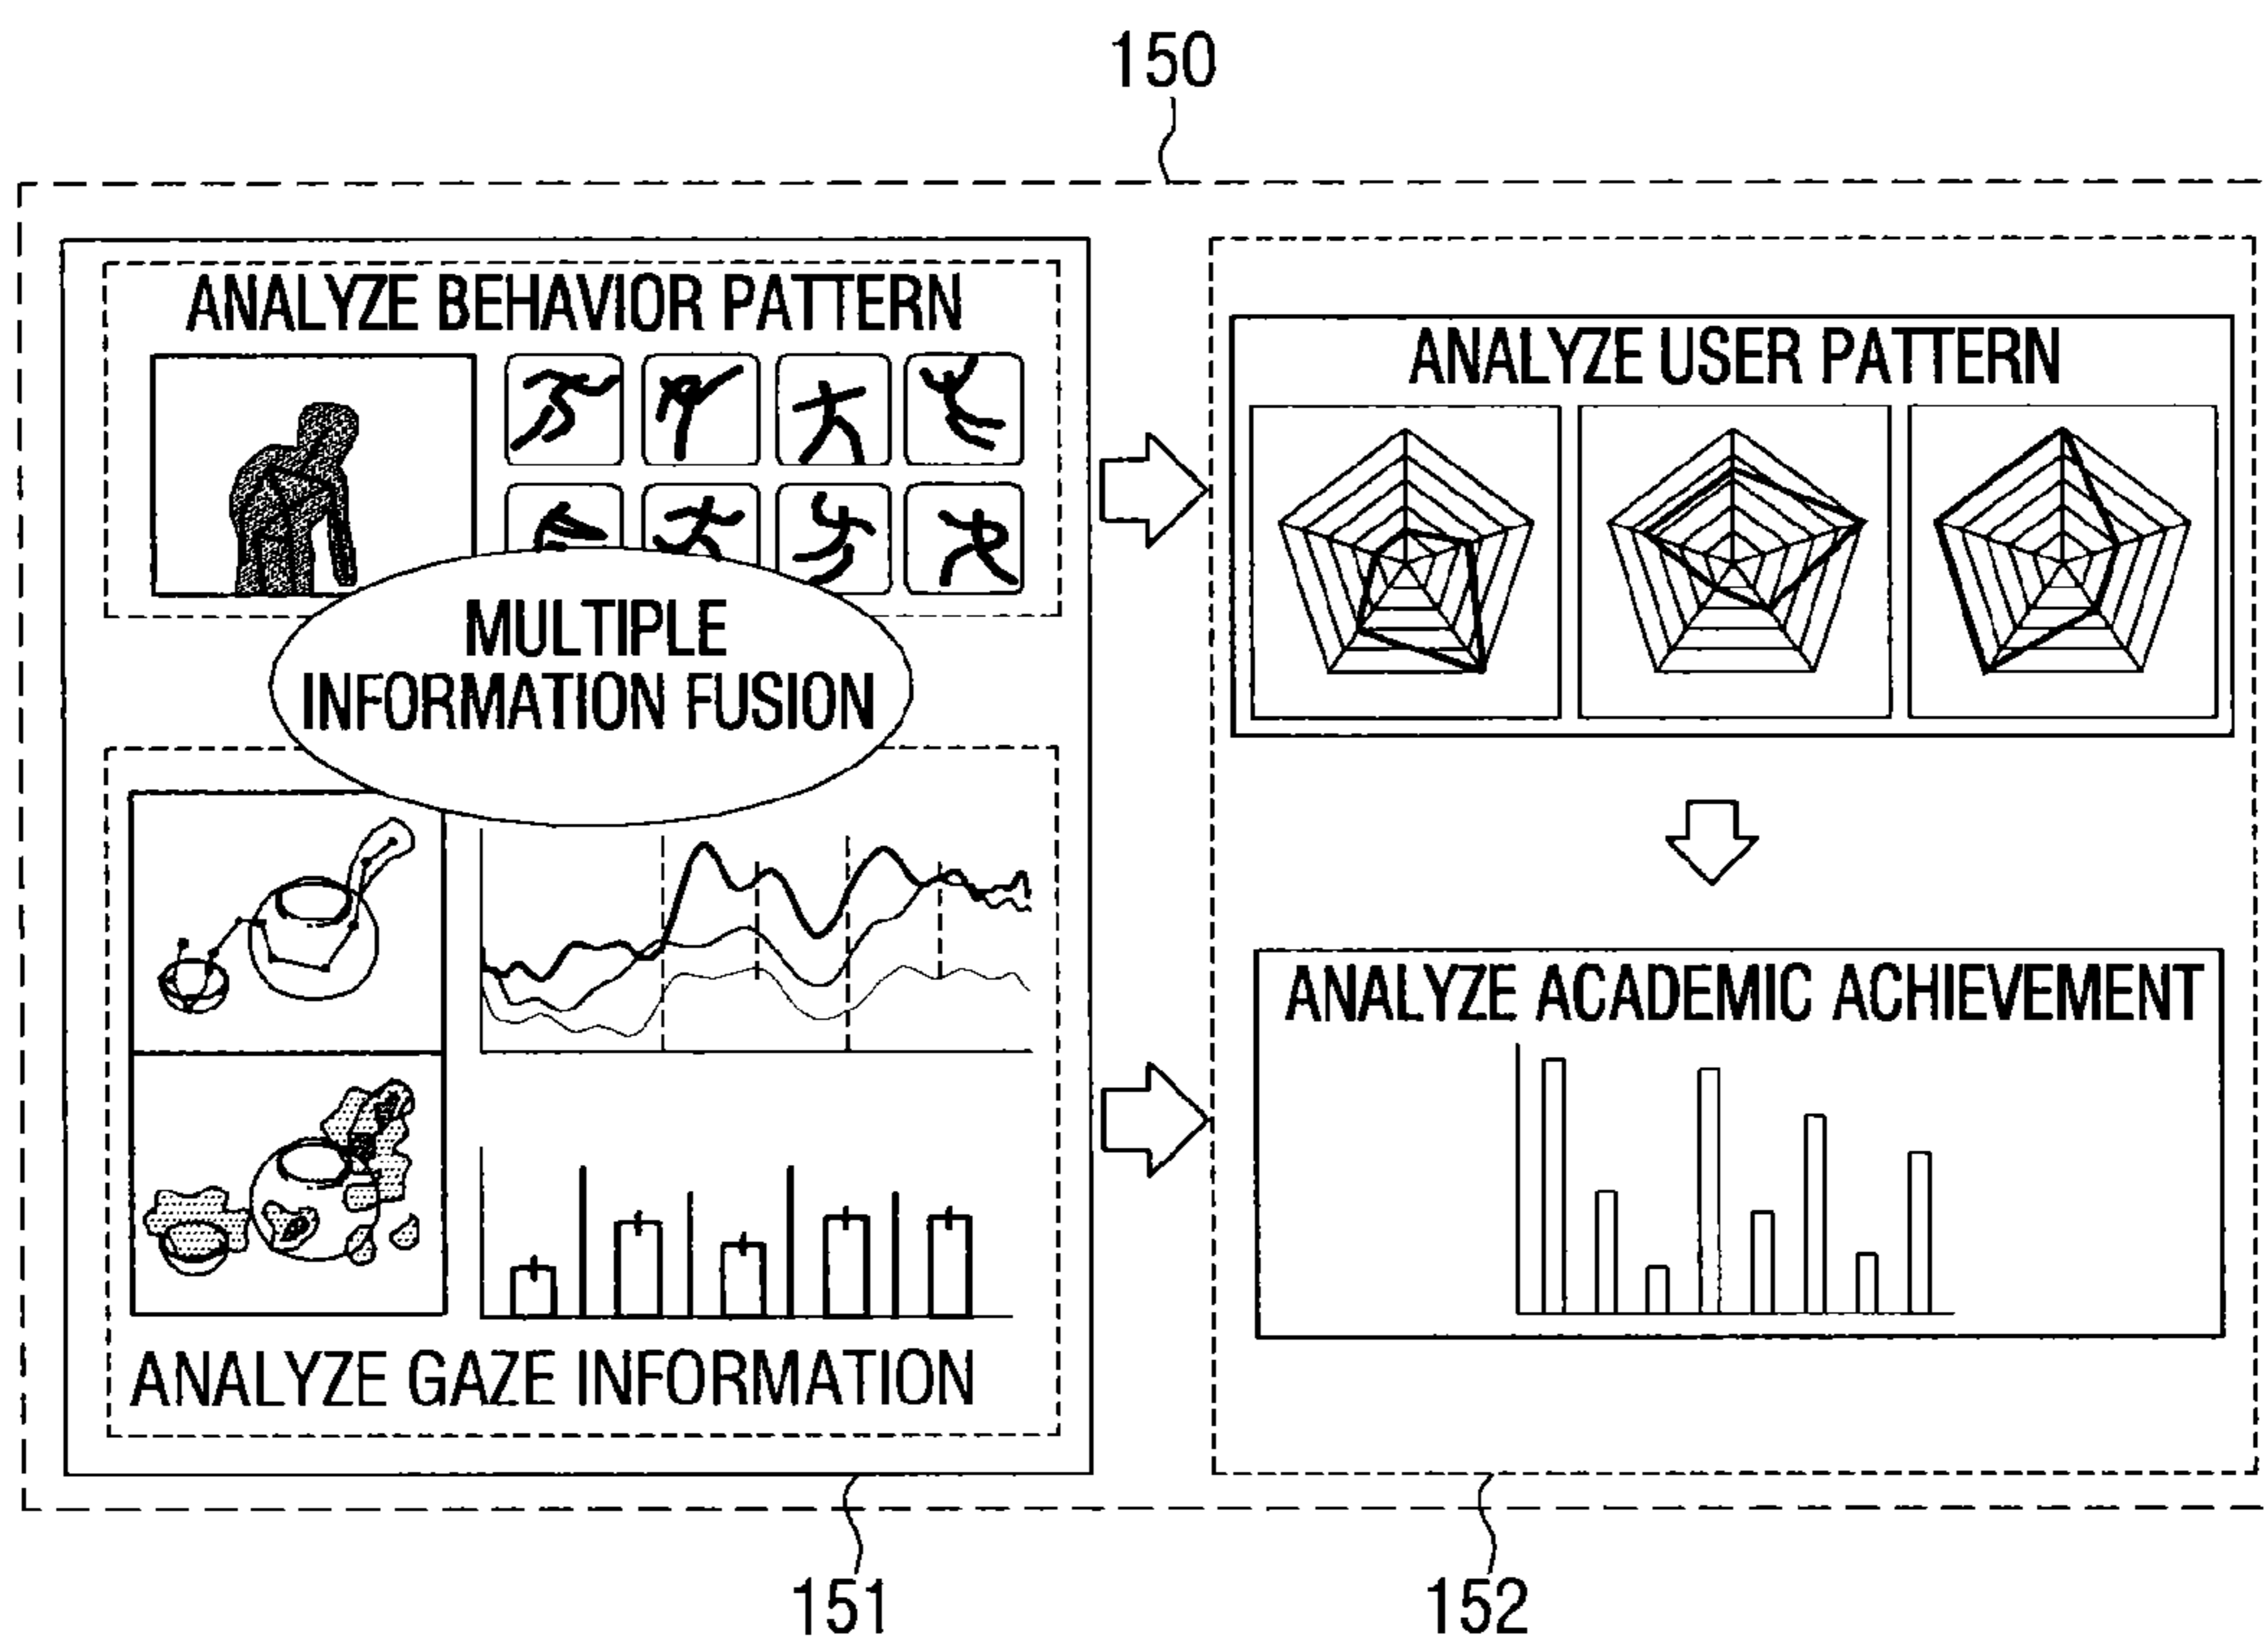 150
ANALYZE BEHAVIOR PATTERN
MULTIPLE
INFORMATION FUSION
ANALYZE GAZE INFORMATION
ANALYZE USER PATTERN
ANALYZE ACADEMIC ACHIEVEMENT
151
152